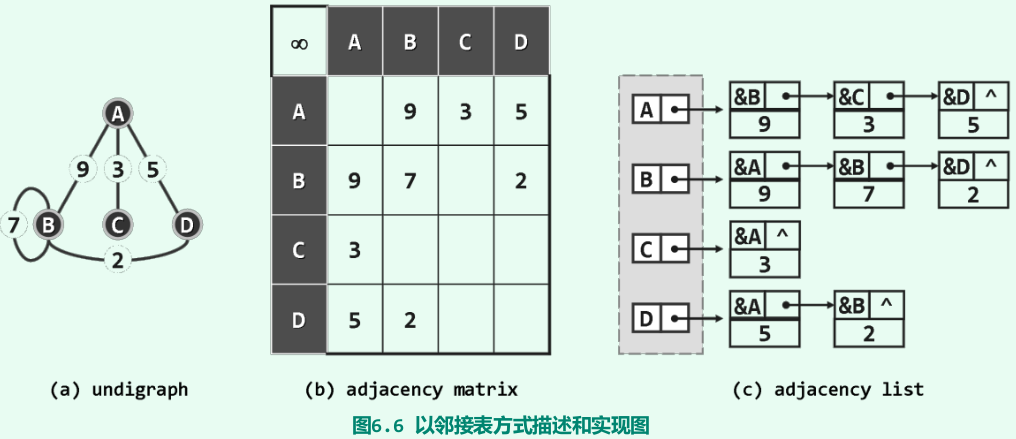 A
9 3 5
7 B C D
2
(a) undigraph
∞ A B C D
A 9 3 5
B 9 7 2
C 3
D 5 2
(b) adjacency matrix
A &B &C &D ^
9 3 5
B &A &B &D ^
9 7 2
C &A ^
3
D &A &B ^
5 2
(c) adjacency list
图6.6 以邻接表方式描述和实现图